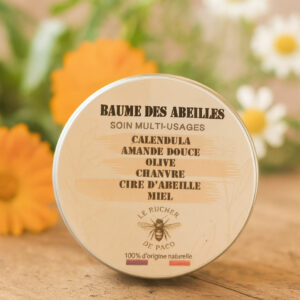 BAUME DES ABEILLES
SOIN MULTI-USAGES
CALENDULA
AMANDE DOUCE
OLIVE
CHANVRE
CIRE D'ABEILLE
MIEL
LE RUCHER
DE PACO
100% d'origine naturelle